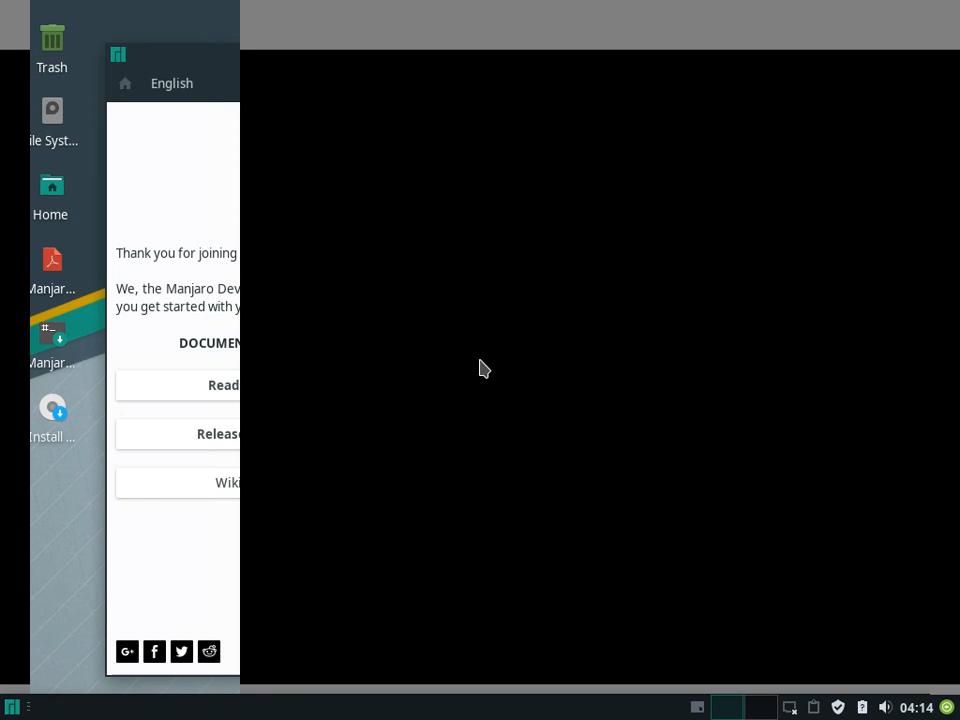 Trash
ile Syst...
Home
Manjar...
Manjar...
Install ...
English
Thank you for joining
We, the Manjaro Dev
you get started with y
DOCUMEN
Read
Release
Wiki
G+
04:14